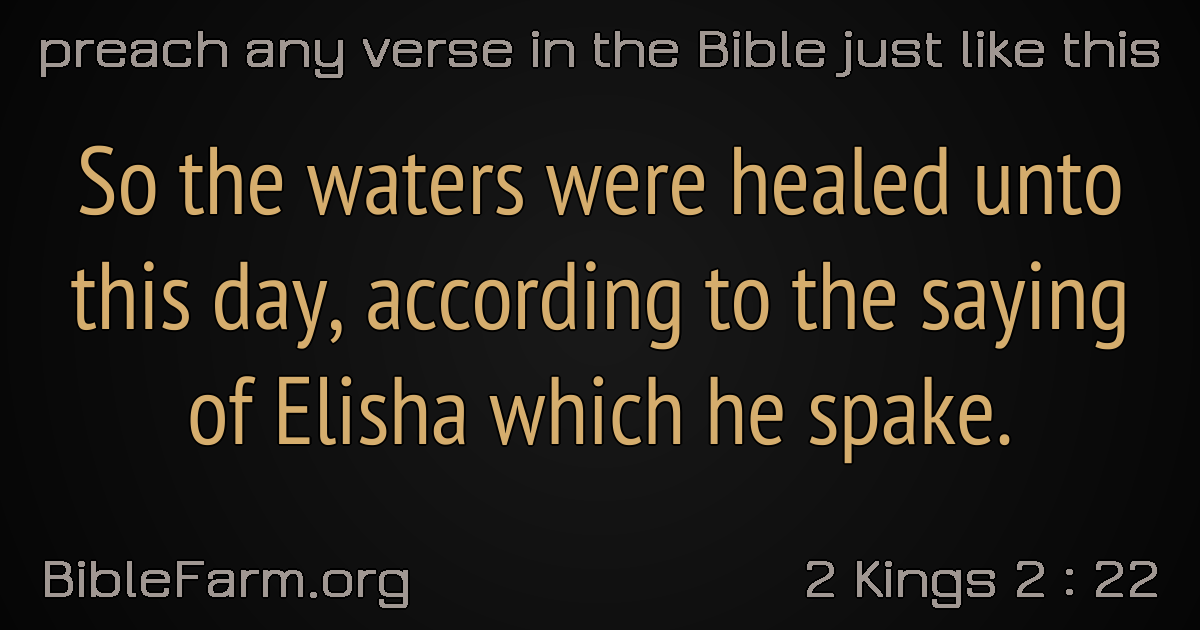 preach any verse in the Bible just like this
So the waters were healed unto
this day, according to the saying
of Elisha which he spake.
BibleFarm.org
2 Kings 2 : 22